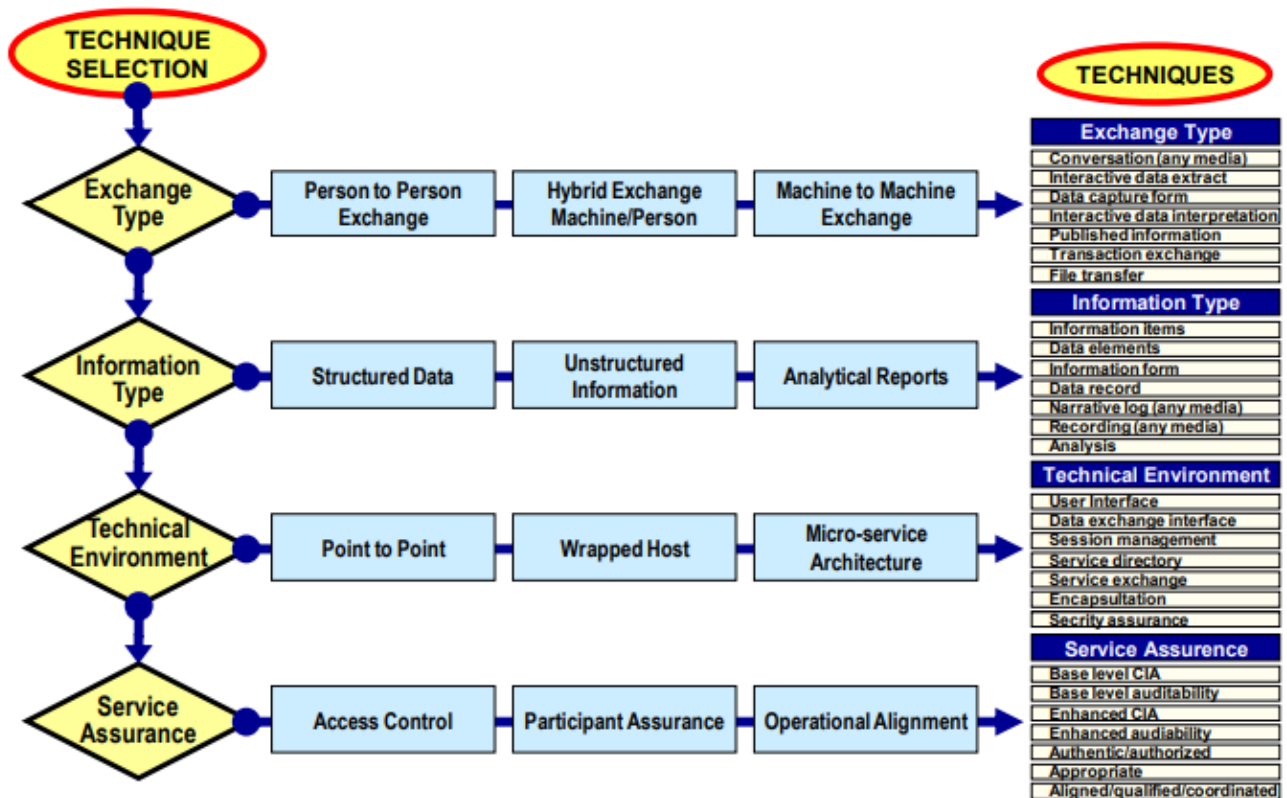 TECHNIQUE
SELECTION
TECHNIQUES
Exchange
Type
Person to Person
Exchange
Hybrid Exchange
Machine/Person
Machine to Machine
Exchange
Exchange Type
Conversation (any media)
Interactive data extract
Data capture form
Interactive data interpretation
Published information
Transaction exchange
File transfer
Information
Type
Structured Data
Unstructured
Information
Analytical Reports
Information Type
Information items
Data elements
Information form
Data record
Narrative log (any media)
Recording (any media)
Analysis
Technical
Environment
Point to Point
Wrapped Host
Micro-service
Architecture
Technical Environment
User Interface
Data exchange interface
Session management
Service directory
Service exchange
Encapsultation
Secrity assurance
Service
Assurance
Access Control
Participant Assurance
Operational Alignment
Service Assurence
Base level CIA
Base level auditability
Enhanced CIA
Enhanced audiability
Authentic/authorized
Appropriate
Aligned/qualified/coordinated